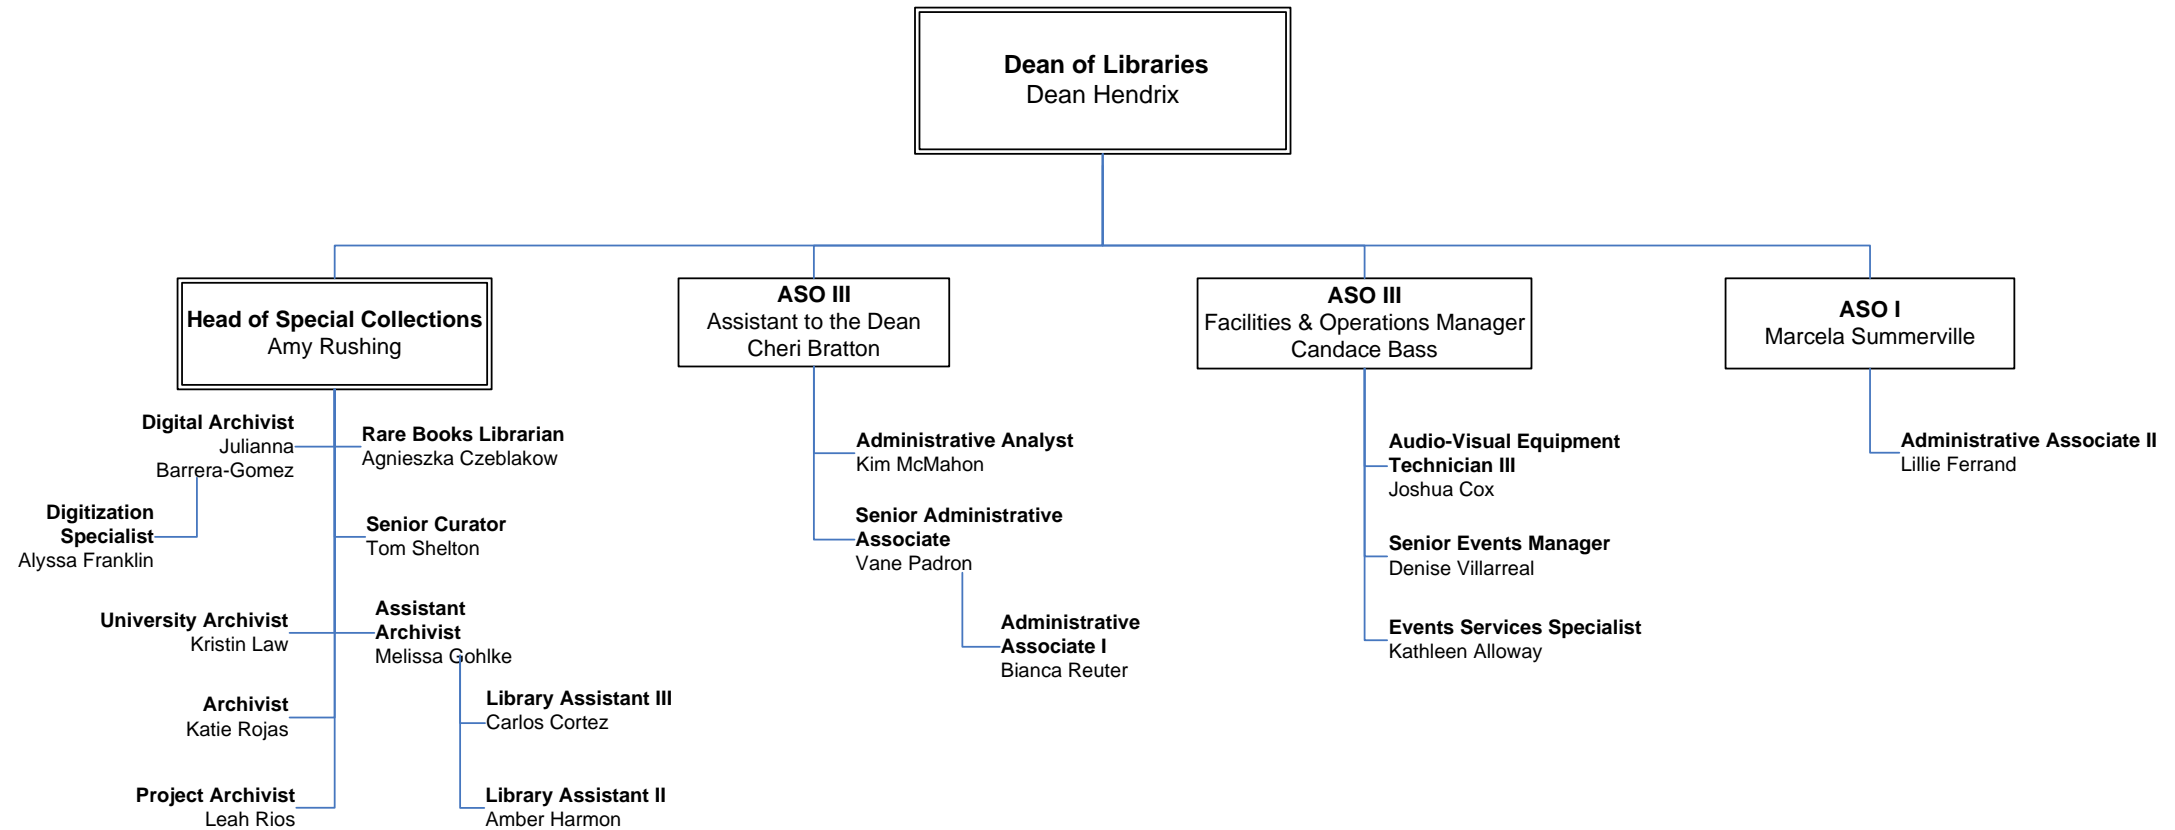 Dean of Libraries
Dean Hendrix
Head of Special Collections
Amy Rushing
ASO III
Assistant to the Dean
Cheri Bratton
ASO III
Facilities & Operations Manager
Candace Bass
ASO I
Marcela Summerville
Digital Archivist
Julianna
Barrera-Gomez
Rare Books Librarian
Agnieszka Czeblakow
Digitization
Specialist
Alyssa Franklin
Senior Curator
Tom Shelton
University Archivist
Kristin Law
Assistant
Archivist
Melissa Gohlke
Archivist
Katie Rojas
Library Assistant III
Carlos Cortez
Project Archivist
Leah Rios
Library Assistant II
Amber Harmon
Administrative Analyst
Kim McMahon
Senior Administrative
Associate
Vane Padron
Administrative
Associate I
Bianca Reuter
Audio-Visual Equipment
Technician III
Joshua Cox
Senior Events Manager
Denise Villarreal
Events Services Specialist
Kathleen Alloway
Administrative Associate II
Lillie Ferrand